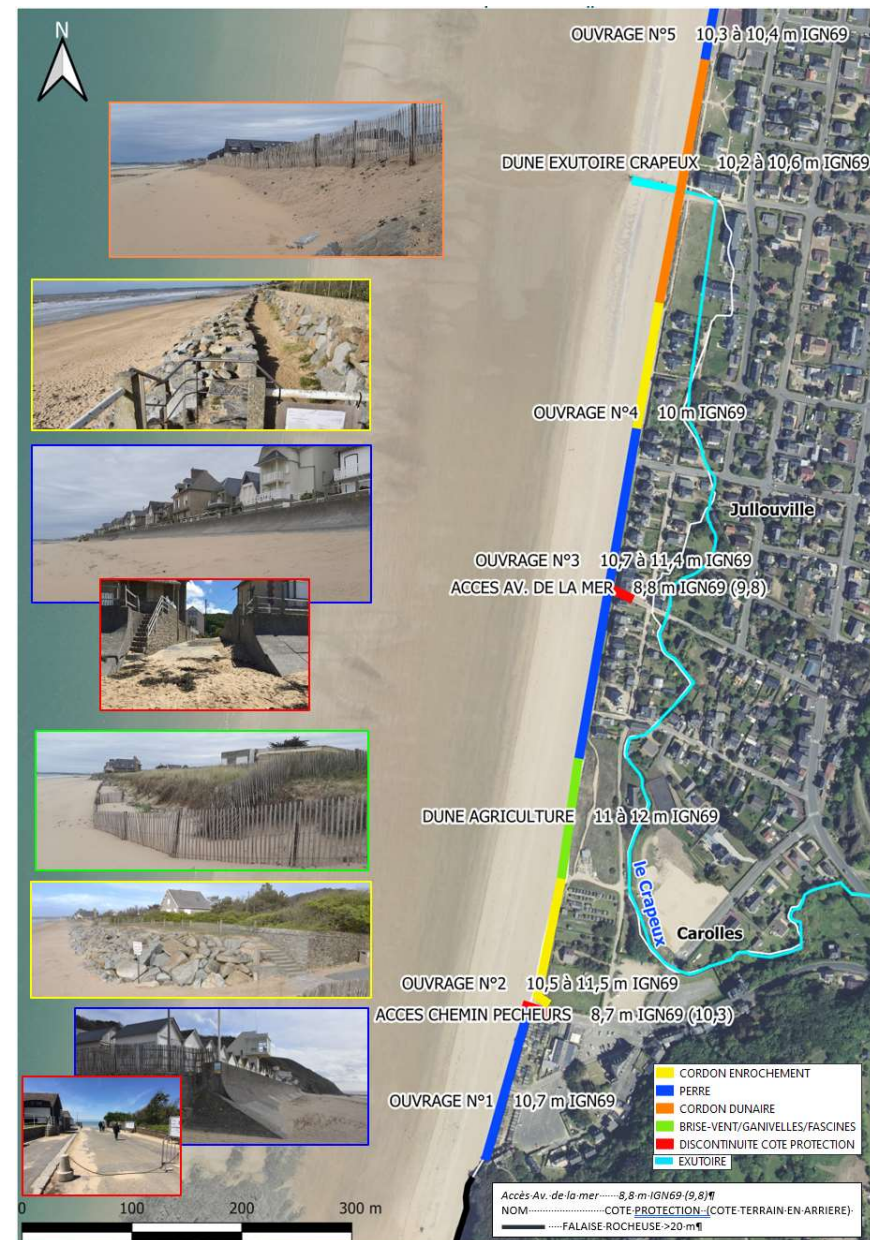 N
OUVRAGE N°5 10,3 à 10,4 m IGN69
DUNE EXUTOIRE CRAPEUX 10,2 à 10,6 m IGN69
OUVRAGE N°4 10 m IGN69
Jullouville
OUVRAGE N°3 10,7 à 11,4 m IGN69
ACCES AV. DE LA MER 8,8 m IGN69 (9,8)
DUNE AGRICULTURE 11 à 12 m IGN69
le Crapeux
Carolles
OUVRAGE N°2 10,5 à 11,5 m IGN69
ACCES CHEMIN PECHEURS 8,7 m IGN69 (10,3)
OUVRAGE N°1 10,7 m IGN69
CORDON ENROCHEMENT
PERRE
CORDON DUNAIRE
BRISE-VENT/GANIVELLES/FASCINES
DISCONTINUITE COTE PROTECTION
EXUTOIRE
Accès·Av.·de·la·mer·······8,8·m·IGN69·(9,8)¶
NOM························COTE·PROTECTION··(COTE·TERRAIN·EN·ARRIERE)·
·····FALAISE·ROCHEUSE·>20·m¶
0 100 200 300 m